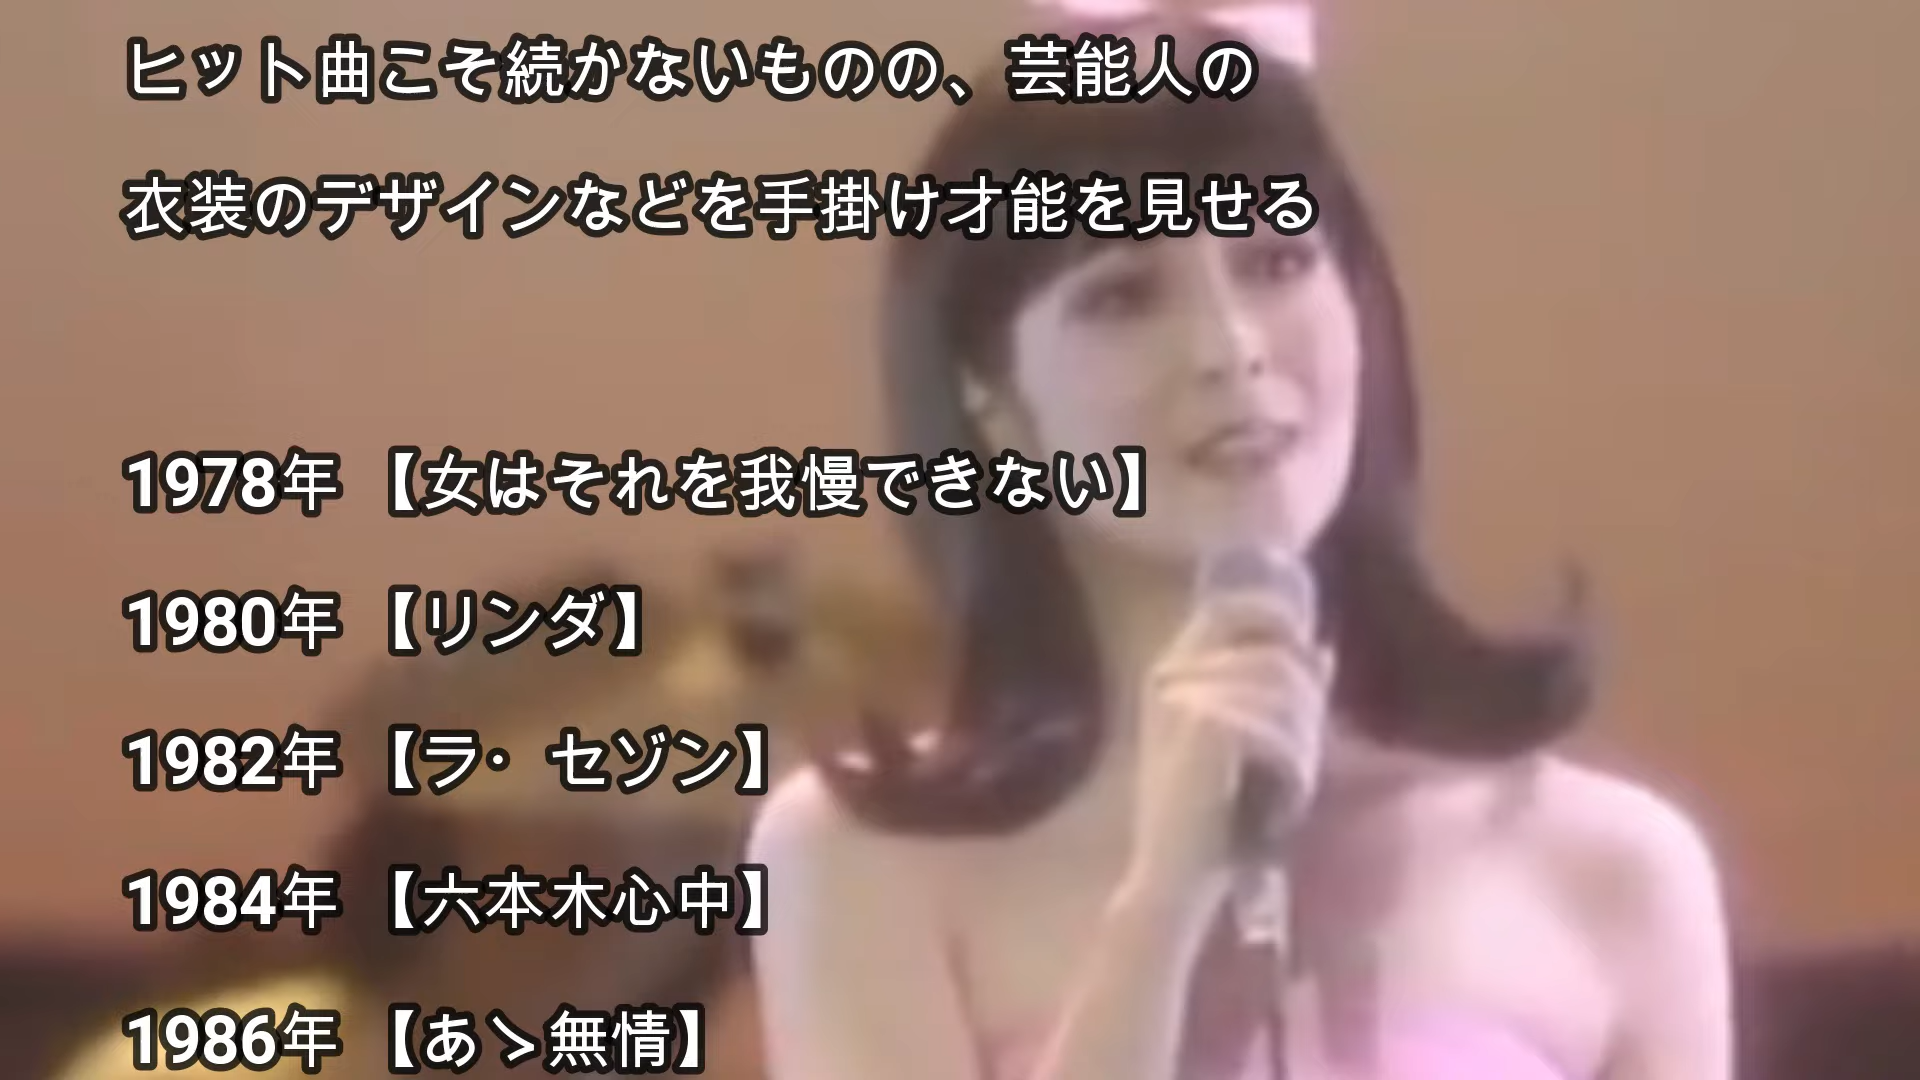 ヒット曲こそ続かないものの、芸能人の
衣装のデザインなどを手掛け才能を見せる
1978年 【女はそれを我慢できない】
1980年 【リンダ】
1982年 【ラ・セゾン】
1984年 【六本木心中】
1986年 【あゝ無情】